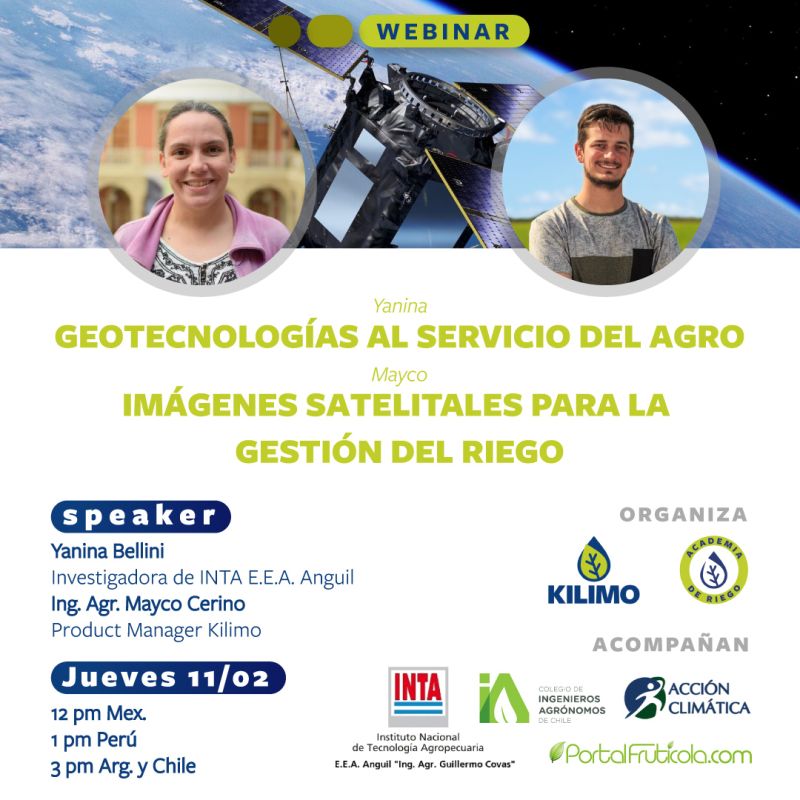 WEBINAR
Yanina
GEOTECNOLOGÍAS AL SERVICIO DEL AGRO
Mayco
IMÁGENES SATELITALES PARA LA
GESTIÓN DEL RIEGO
speaker
Yanina Bellini
Investigadora de INTA E.E.A. Anguil
Ing. Agr. Mayco Cerino
Product Manager Kilimo
Jueves 11/02
12 pm Mex.
1 pm Perú
3 pm Arg. y Chile
ORGANIZA
KILIMO
ACADEMIA
DE RIEGO
ACOMPAÑAN
INTA
Instituto Nacional
de Tecnología Agropecuaria
E.E.A. Anguil "Ing. Agr. Guillermo Covas"
IA
COLEGIO DE
INGENIEROS
AGRÓNOMOS
DE CHILE
ACCIÓN
CLIMÁTICA
PortalFrutícola.com